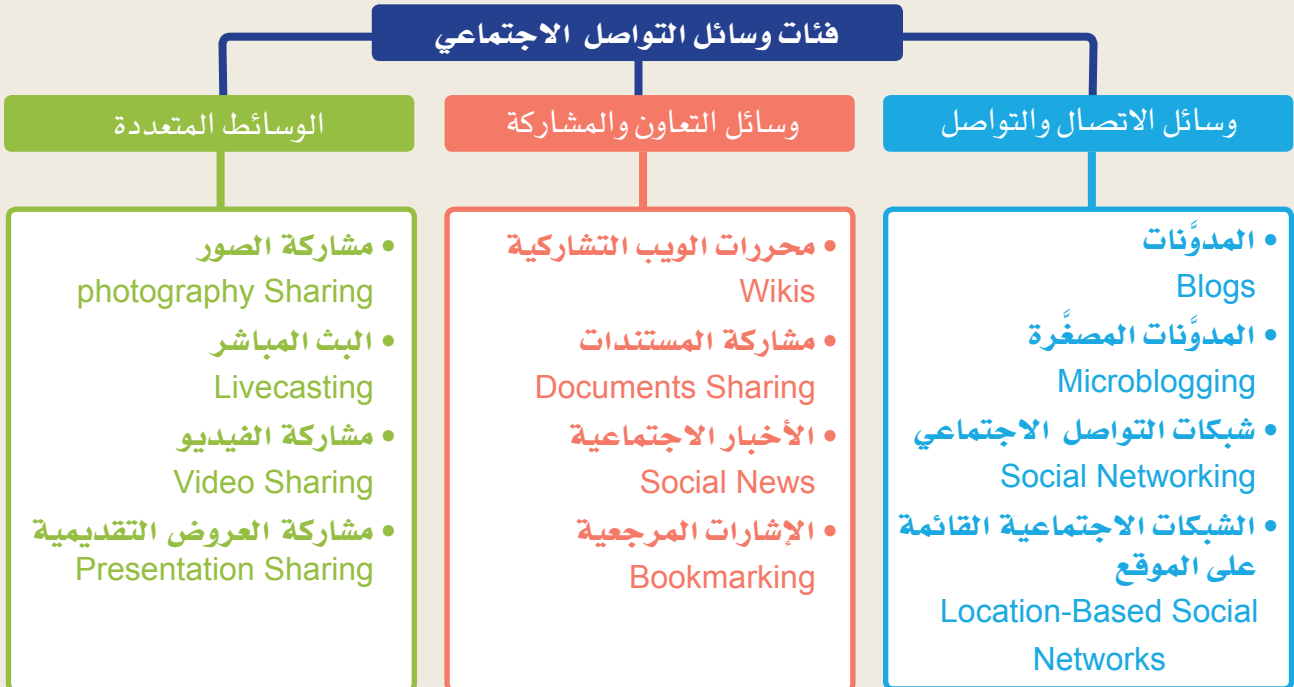 فئات وسائل التواصل الاجتماعي
وسائل الاتصال والتواصل
• المدوَّنات
Blogs
• المدوَّنات المصغَّرة
Microblogging
• شبكات التواصل الاجتماعي
Social Networking
• الشبكات الاجتماعية القائمة
على الموقع
Location-Based Social
Networks
وسائل التعاون والمشاركة
• محررات الويب التشاركية
Wikis
• مشاركة المستندات
Documents Sharing
• الأخبار الاجتماعية
Social News
• الإشارات المرجعية
Bookmarking
الوسائط المتعددة
• مشاركة الصور
photography Sharing
• البث المباشر
Livecasting
• مشاركة الفيديو
Video Sharing
• مشاركة العروض التقديمية
Presentation Sharing